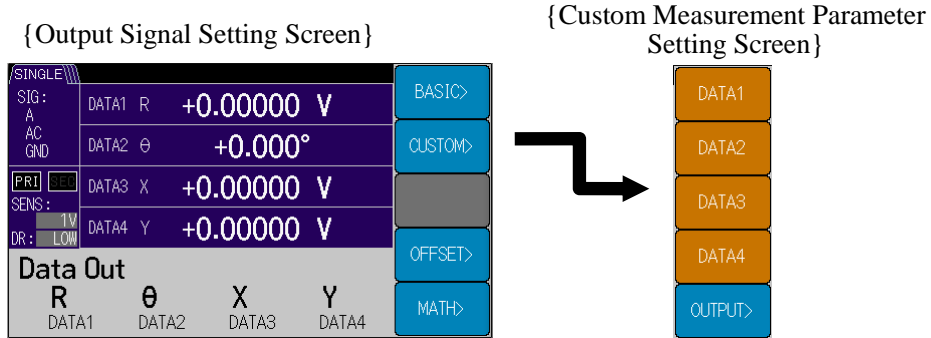 {Output Signal Setting Screen}
{Custom Measurement Parameter
Setting Screen}
SINGLE
SIG:
A
AC
GND
PRI SEC
SENS:
1V
DR: LOW
DATA1 R +0.00000 V
DATA2 θ +0.000°
DATA3 X +0.00000 V
DATA4 Y +0.00000 V
Data Out
R θ X Y
DATA1 DATA2 DATA3 DATA4
BASIC>
CUSTOM>
OFFSET>
MATH>
DATA1
DATA2
DATA3
DATA4
OUTPUT>